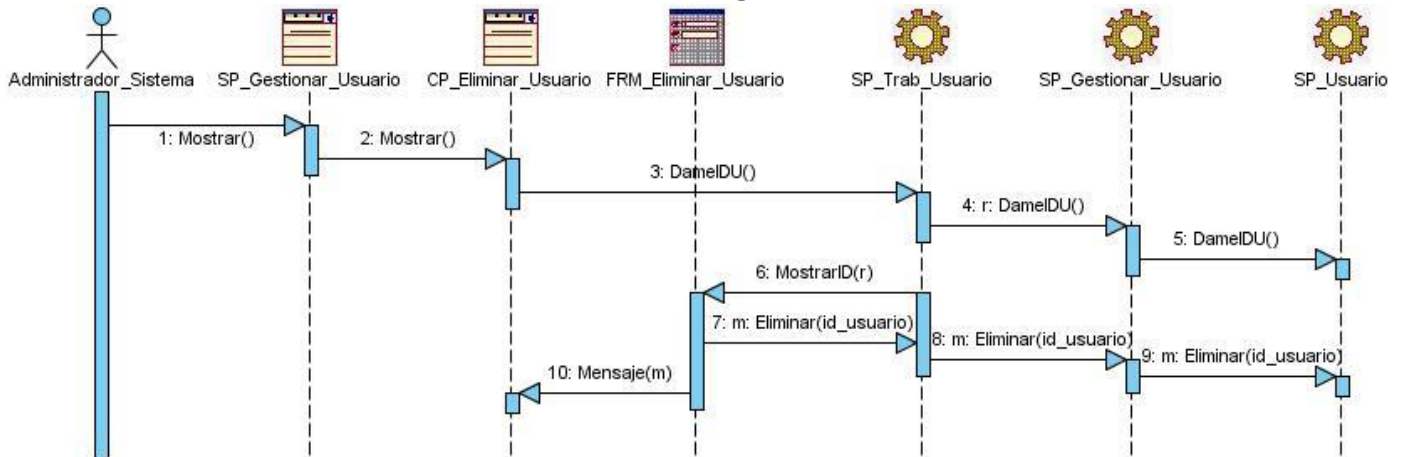 Administrador_Sistema
SP_Gestionar_Usuario
CP_Eliminar_Usuario
FRM_Eliminar_Usuario
SP_Trab_Usuario
SP_Gestionar_Usuario
SP_Usuario
1: Mostrar()
2: Mostrar()
3: DameIDU()
4: r: DameIDU()
5: DameIDU()
6: MostrarID(r)
7: m: Eliminar(id_usuario)
8: m: Eliminar(id_usuario)
9: m: Eliminar(id_usuario)
10: Mensaje(m)